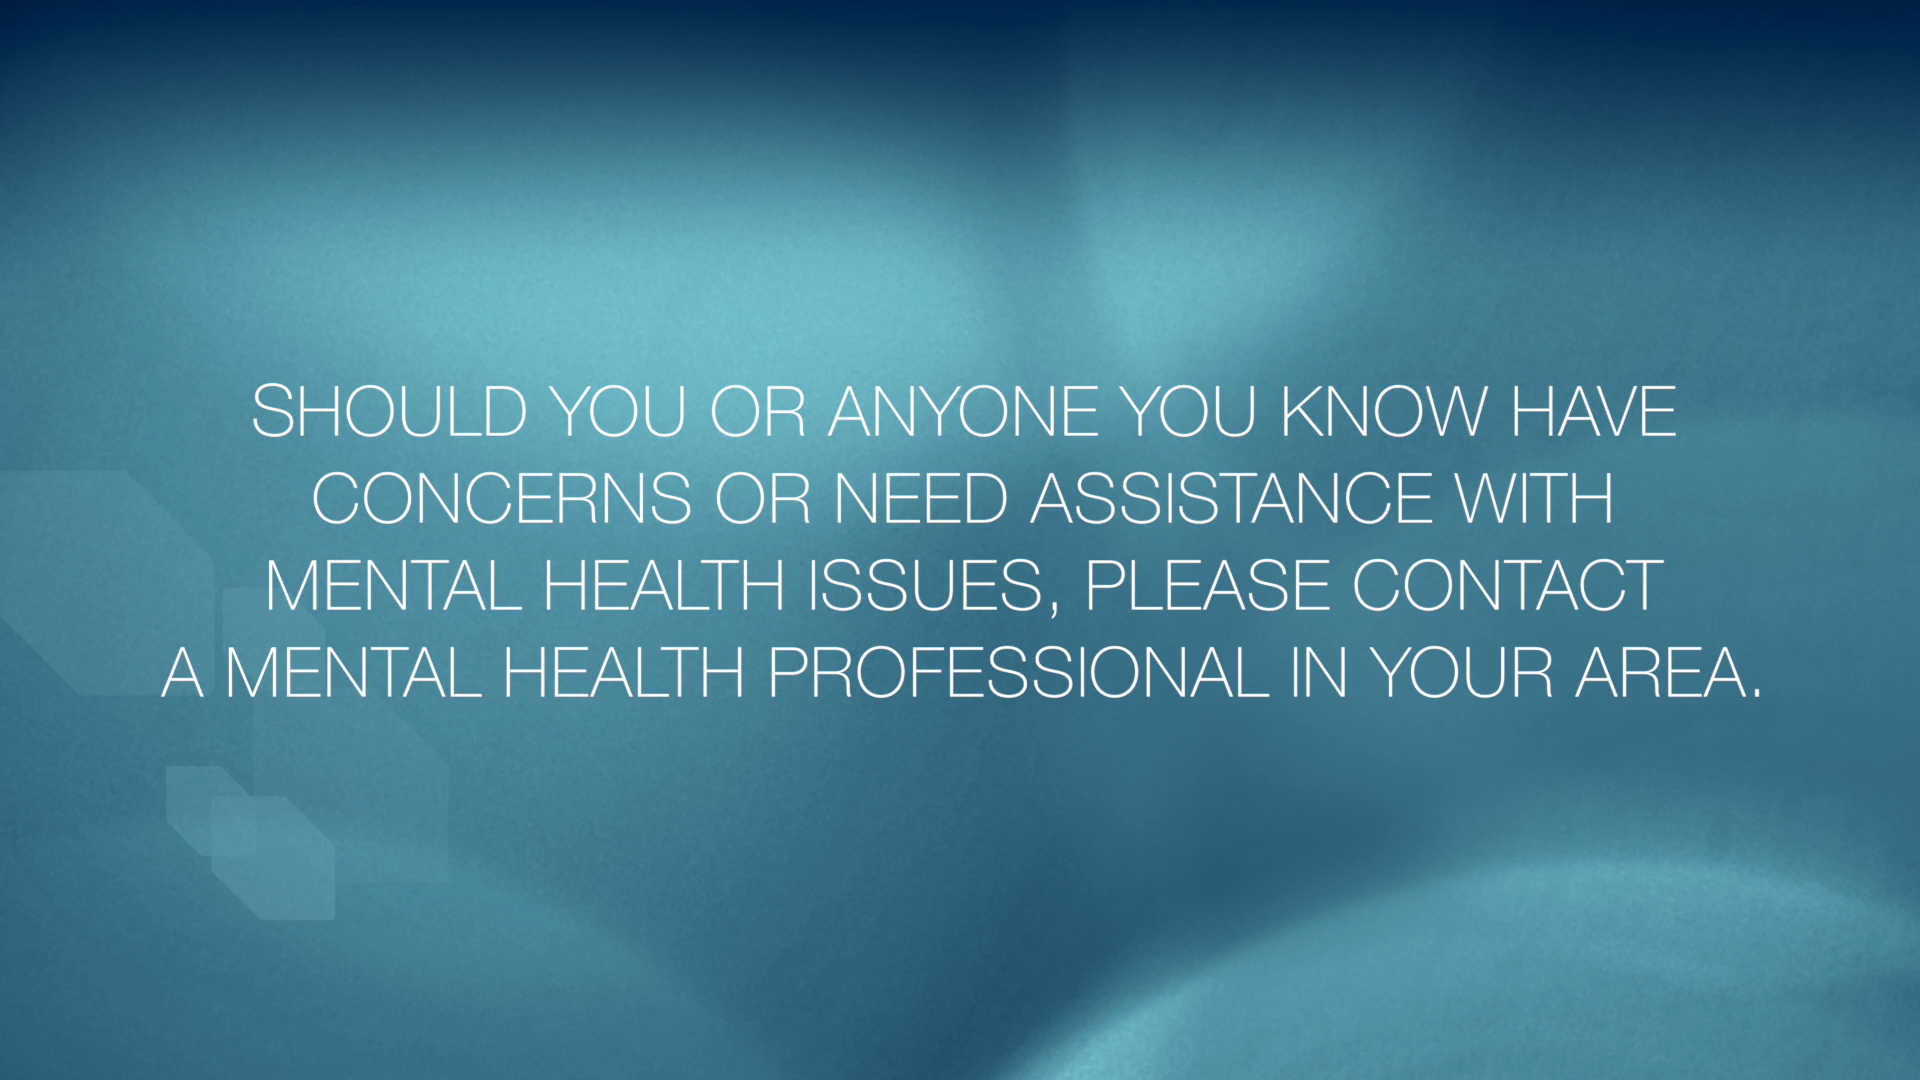 SHOULD YOU OR ANYONE YOU KNOW HAVE
CONCERNS OR NEED ASSISTANCE WITH
MENTAL HEALTH ISSUES, PLEASE CONTACT
A MENTAL HEALTH PROFESSIONAL IN YOUR AREA.